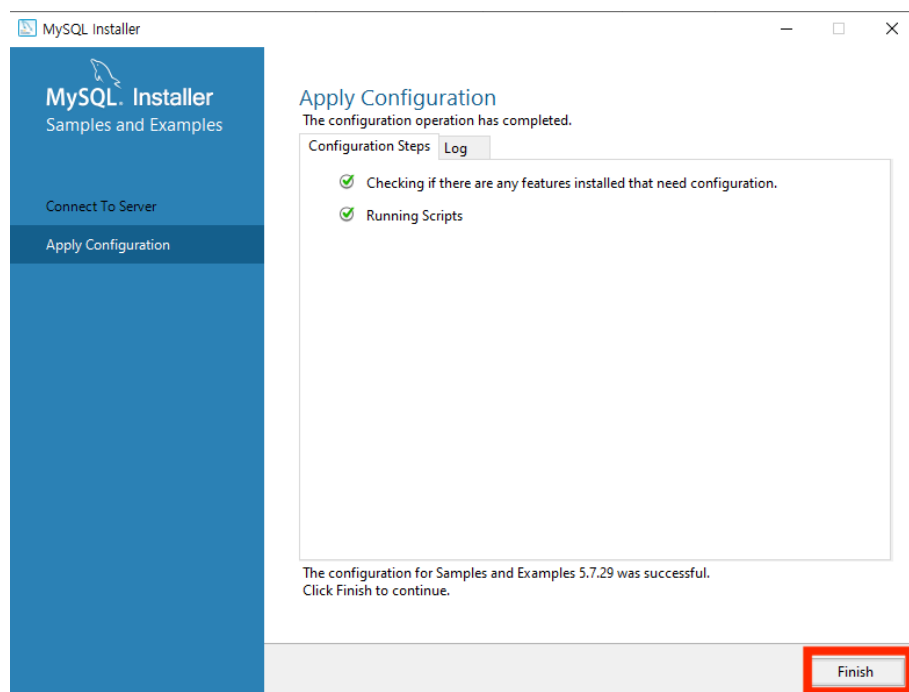 MySQL Installer
MySQL. Installer
Samples and Examples
Connect To Server
Apply Configuration
Apply Configuration
The configuration operation has completed.
Configuration Steps Log
Checking if there are any features installed that need configuration.
Running Scripts
The configuration for Samples and Examples 5.7.29 was successful.
Click Finish to continue.
Finish